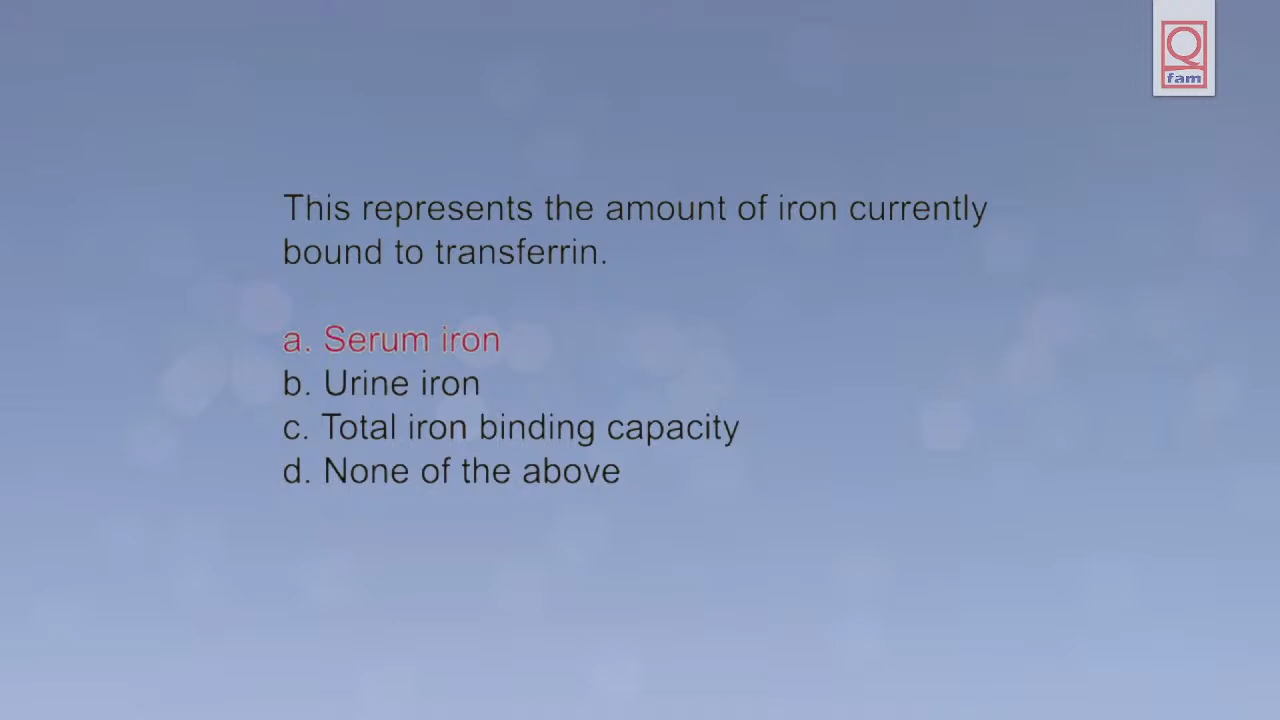 Q
fam
This represents the amount of iron currently
bound to transferrin.
a. Serum iron
b. Urine iron
c. Total iron binding capacity
d. None of the above